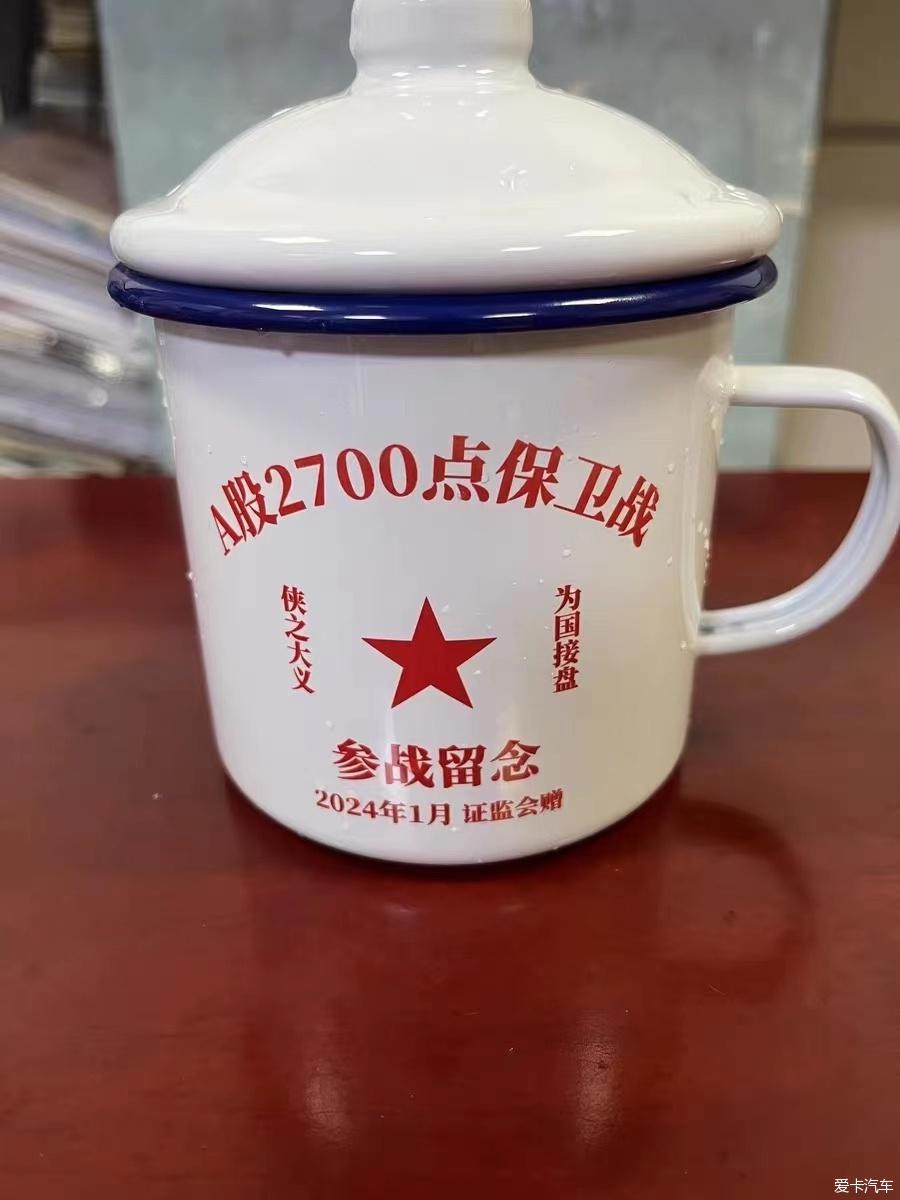 A股2700点保卫战
侠之大义
为国接盘
参战留念
2024年1月 证监会赠
爱卡汽车